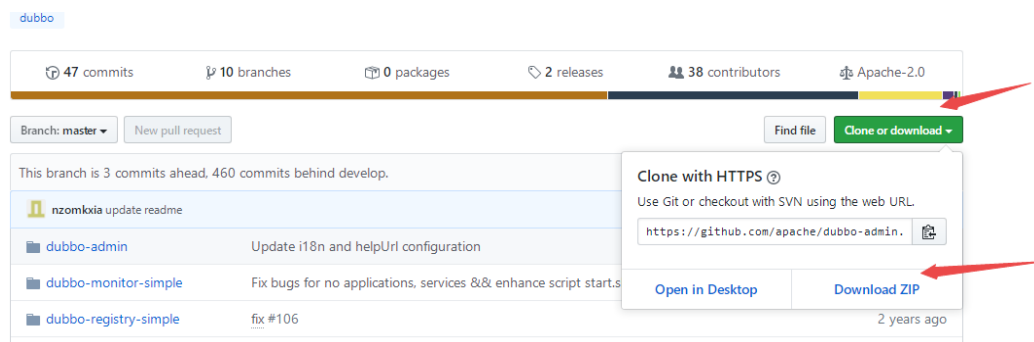 dubbo
47 commits 10 branches 0 packages 2 releases 38 contributors Apache-2.0
Branch: master New pull request Find file Clone or download
This branch is 3 commits ahead, 460 commits behind develop.
Clone with HTTPS
Use Git or checkout with SVN using the web URL.
https://github.com/apache/dubbo-admin.
Open in Desktop Download ZIP
nzomkxia update readme
dubbo-admin Update i18n and helpUrl configuration
dubbo-monitor-simple Fix bugs for no applications, services && enhance script start.s
dubbo-registry-simple fix #106 2 years ago